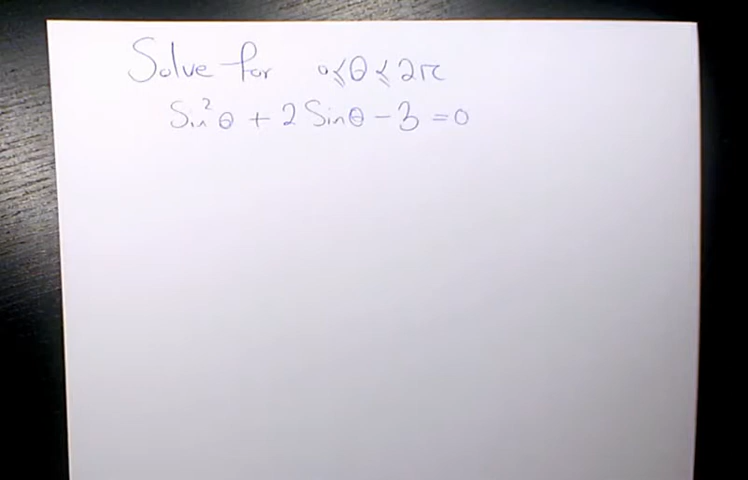 Solve for 0 ⩽ θ ⩽ 2π
Sin²θ + 2 Sinθ - 3 = 0